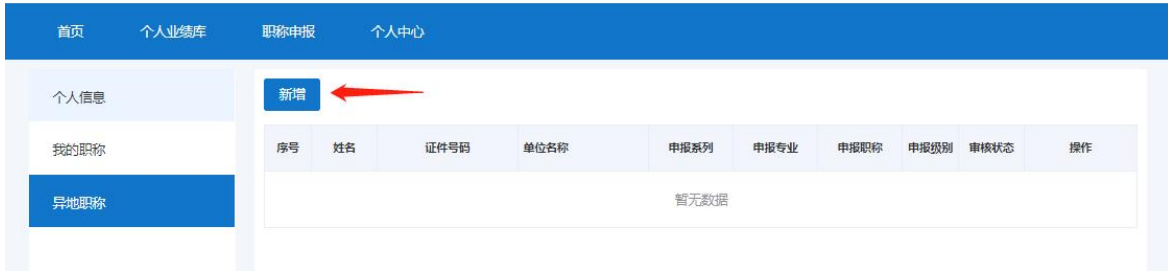 首页 个人业绩库 职称申报 个人中心
个人信息
新增
我的职称
序号 姓名 证件号码 单位名称 申报系列 申报专业 申报职称 申报级别 审核状态 操作
异地职称
暂无数据